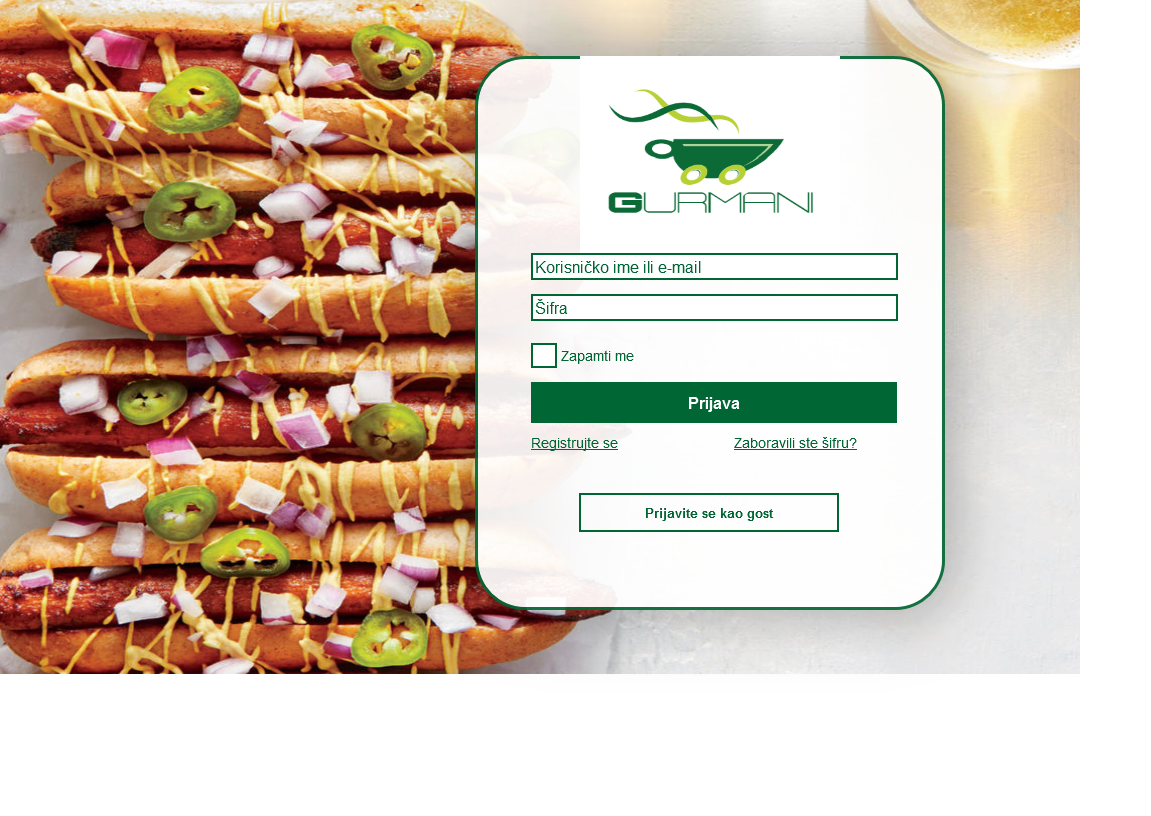 GURMANI
Korisničko ime ili e-mail
Šifra
Zapamti me
Prijava
Registrujte se
Zaboravili ste šifru?
Prijavite se kao gost